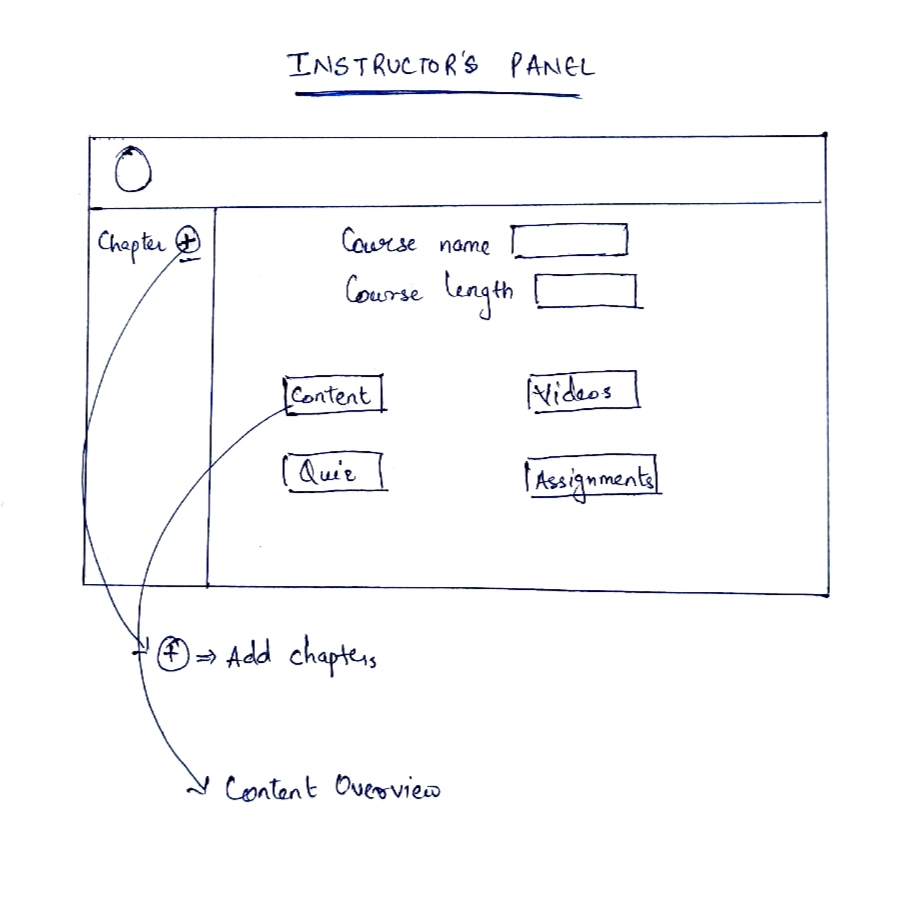 INSTRUCTOR'S PANEL
Chapter +
Course name
Course length
Content
Videos
Quiz
Assignments
+ ⇒ Add chapters
Content Overview